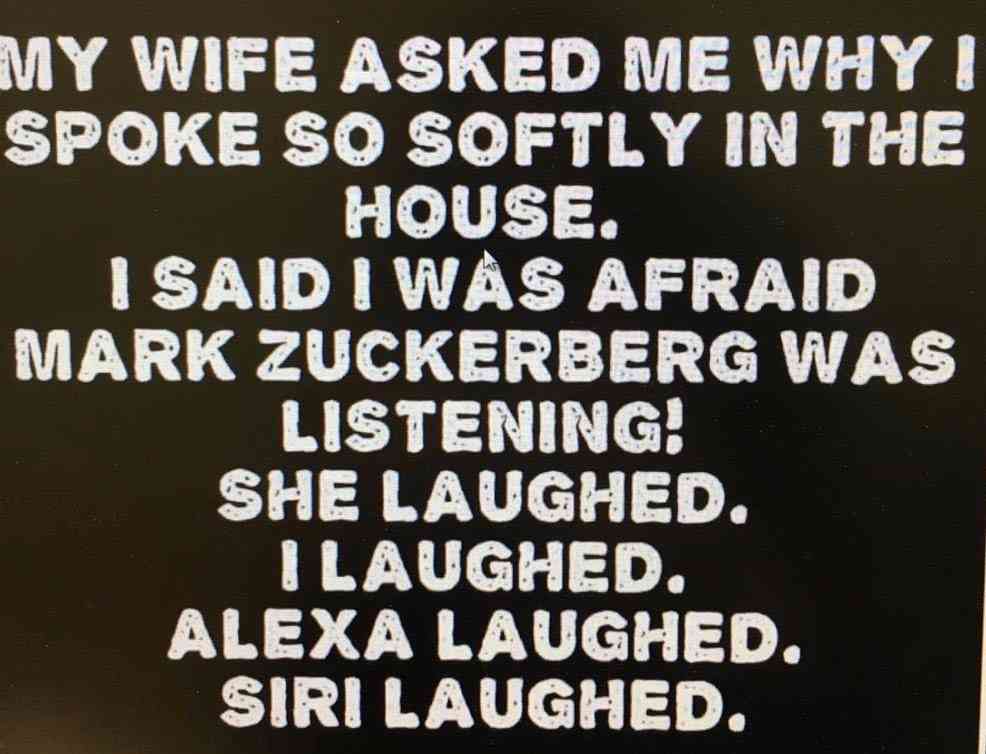 MY WIFE ASKED ME WHY I
SPOKE SO SOFTLY IN THE
HOUSE.
I SAID I WAS AFRAID
MARK ZUCKERBERG WAS
LISTENING!
SHE LAUGHED.
I LAUGHED.
ALEXA LAUGHED.
SIRI LAUGHED.